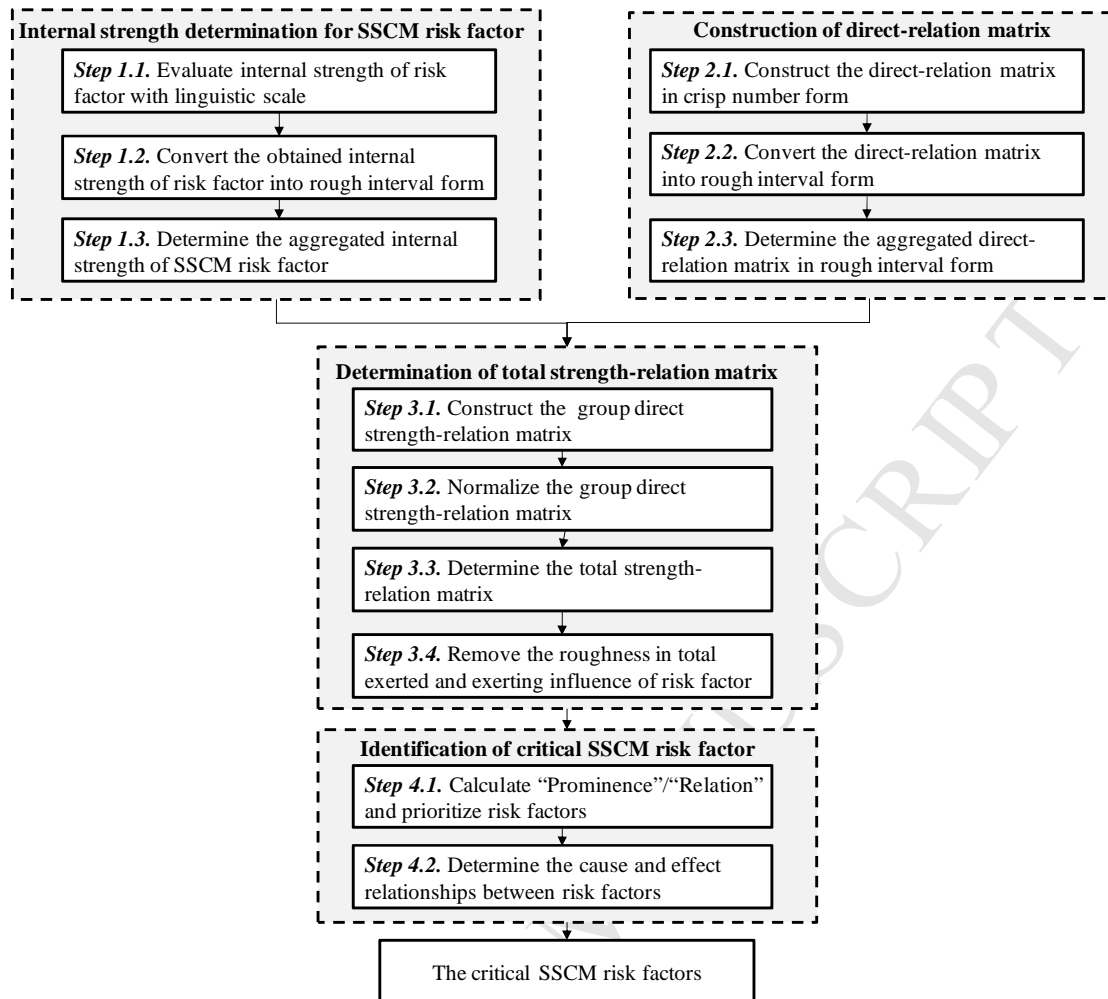 Internal strength determination for SSCM risk factor
Step 1.1. Evaluate internal strength of risk
factor with linguistic scale
Step 1.2. Convert the obtained internal
strength of risk factor into rough interval form
Step 1.3. Determine the aggregated internal
strength of SSCM risk factor
Construction of direct-relation matrix
Step 2.1. Construct the direct-relation matrix
in crisp number form
Step 2.2. Convert the direct-relation matrix
into rough interval form
Step 2.3. Determine the aggregated direct-
relation matrix in rough interval form
Determination of total strength-relation matrix
Step 3.1. Construct the group direct
strength-relation matrix
Step 3.2. Normalize the group direct
strength-relation matrix
Step 3.3. Determine the total strength-
relation matrix
Step 3.4. Remove the roughness in total
exerted and exerting influence of risk factor
Identification of critical SSCM risk factor
Step 4.1. Calculate “Prominence”/“Relation”
and prioritize risk factors
Step 4.2. Determine the cause and effect
relationships between risk factors
The critical SSCM risk factors